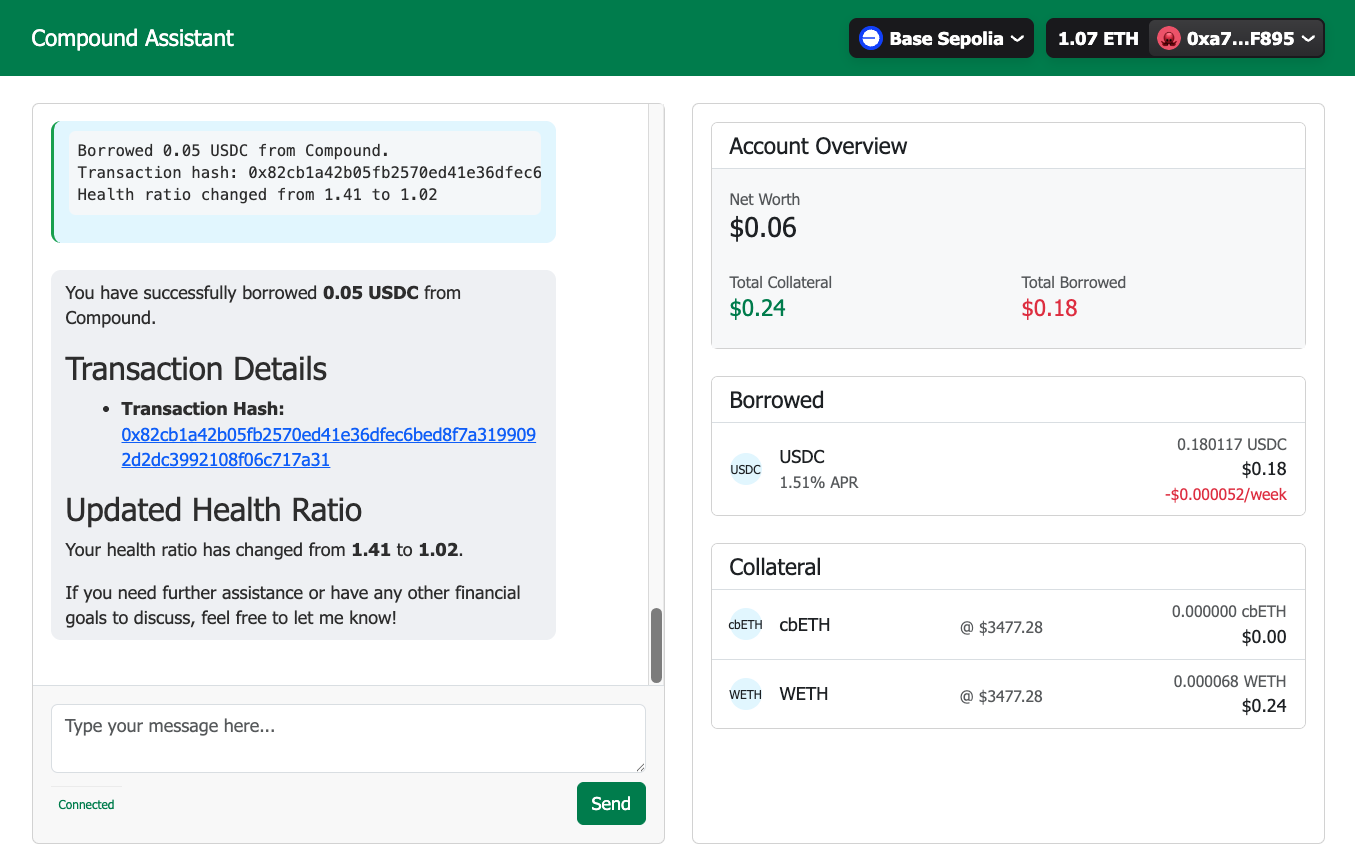 Compound Assistant
Base Sepolia
1.07 ETH
0xa7...F895
Borrowed 0.05 USDC from Compound.
Transaction hash: 0x82cb1a42b05fb2570ed41e36dfec6
Health ratio changed from 1.41 to 1.02
You have successfully borrowed 0.05 USDC from
Compound.
Transaction Details
• Transaction Hash:
0x82cb1a42b05fb2570ed41e36dfec6bed8f7a319909
2d2dc3992108f06c717a31
Updated Health Ratio
Your health ratio has changed from 1.41 to 1.02.
If you need further assistance or have any other financial
goals to discuss, feel free to let me know!
Type your message here...
Connected
Send
Account Overview
Net Worth
$0.06
Total Collateral
$0.24
Total Borrowed
$0.18
Borrowed
USDC
USDC
1.51% APR
0.180117 USDC
$0.18
-$0.000052/week
Collateral
cbETH
cbETH
@ $3477.28
0.000000 cbETH
$0.00
WETH
WETH
@ $3477.28
0.000068 WETH
$0.24